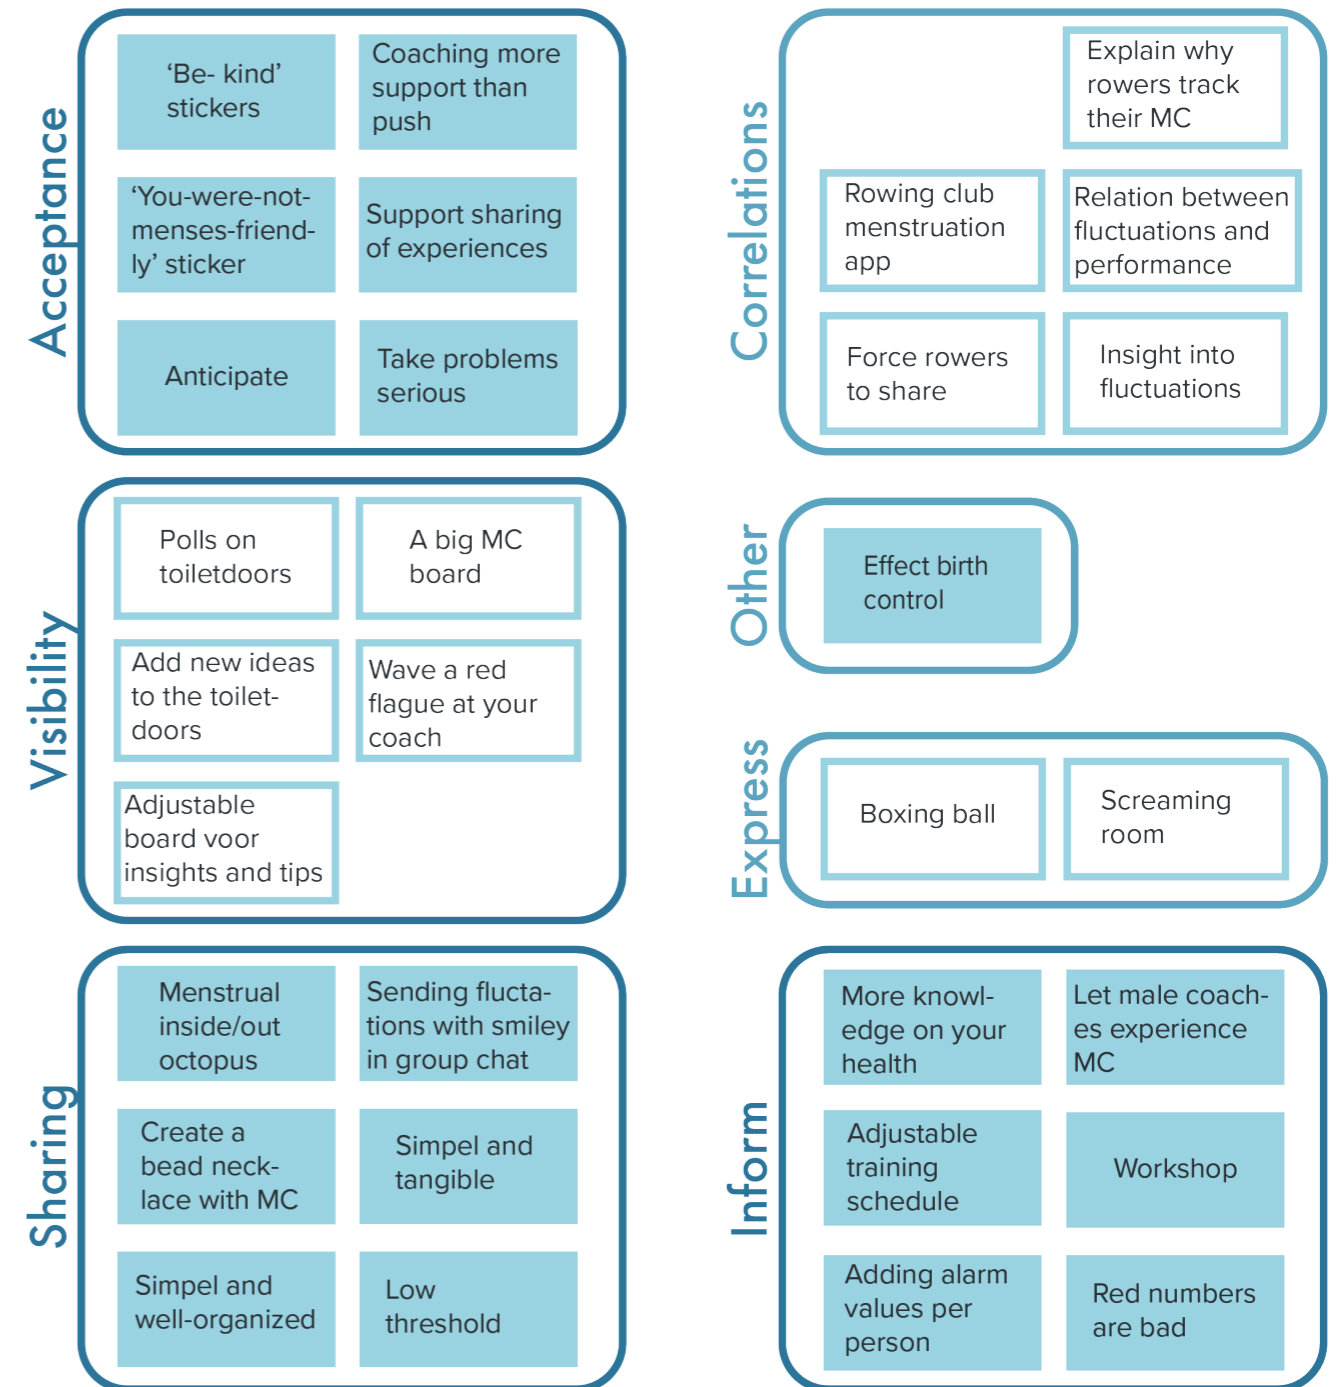 Acceptance
‘Be- kind’
stickers
Coaching more
support than
push
‘You-were-not-
menses-friend-
ly’ sticker
Support sharing
of experiences
Anticipate
Take problems
serious
Correlations
Explain why
rowers track
their MC
Rowing club
menstruation
app
Relation between
fluctuations and
performance
Force rowers
to share
Insight into
fluctuations
Visibility
Polls on
toiletdoors
A big MC
board
Add new ideas
to the toilet-
doors
Wave a red
flague at your
coach
Adjustable
board voor
insights and tips
Other
Effect birth
control
Express
Boxing ball
Screaming
room
Sharing
Menstrual
inside/out
octopus
Sending flucta-
tions with smiley
in group chat
Create a
bead neck-
lace with MC
Simpel and
tangible
Simpel and
well-organized
Low
threshold
Inform
More knowl-
edge on your
health
Let male coach-
es experience
MC
Adjustable
training
schedule
Workshop
Adding alarm
values per
person
Red numbers
are bad